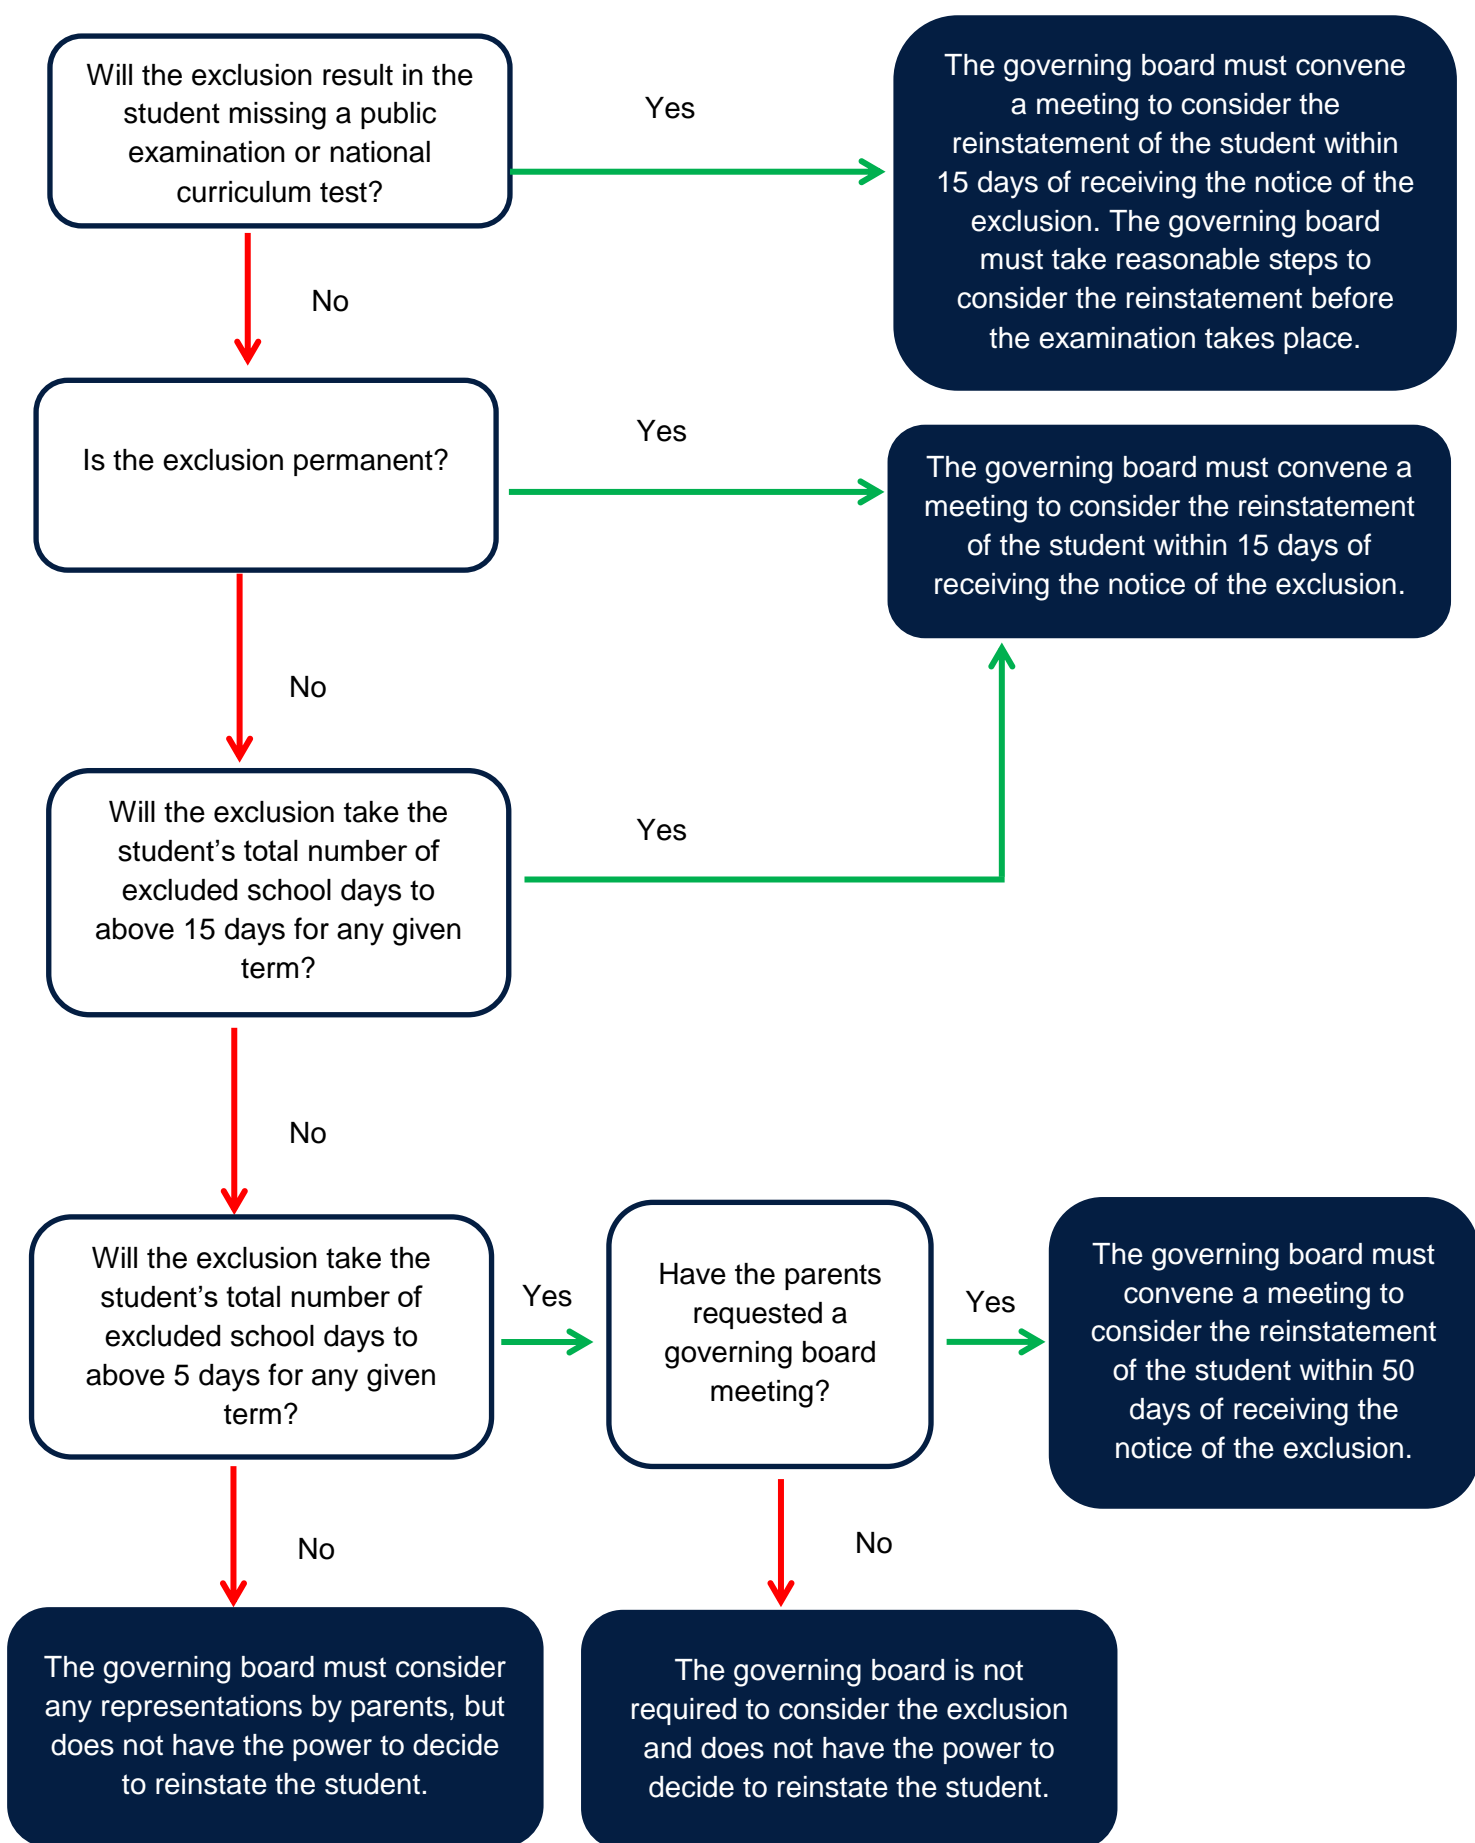 Will the exclusion result in the
student missing a public
examination or national
curriculum test?
Yes
The governing board must convene
a meeting to consider the
reinstatement of the student within
15 days of receiving the notice of the
exclusion. The governing board
must take reasonable steps to
consider the reinstatement before
the examination takes place.
No
Is the exclusion permanent?
Yes
The governing board must convene a
meeting to consider the reinstatement
of the student within 15 days of
receiving the notice of the exclusion.
No
Will the exclusion take the
student’s total number of
excluded school days to
above 15 days for any given
term?
Yes
No
Will the exclusion take the
student’s total number of
excluded school days to
above 5 days for any given
term?
Yes
Have the parents
requested a
governing board
meeting?
Yes
The governing board must
convene a meeting to
consider the reinstatement
of the student within 50
days of receiving the
notice of the exclusion.
No
No
The governing board must consider
any representations by parents, but
does not have the power to decide
to reinstate the student.
The governing board is not
required to consider the exclusion
and does not have the power to
decide to reinstate the student.